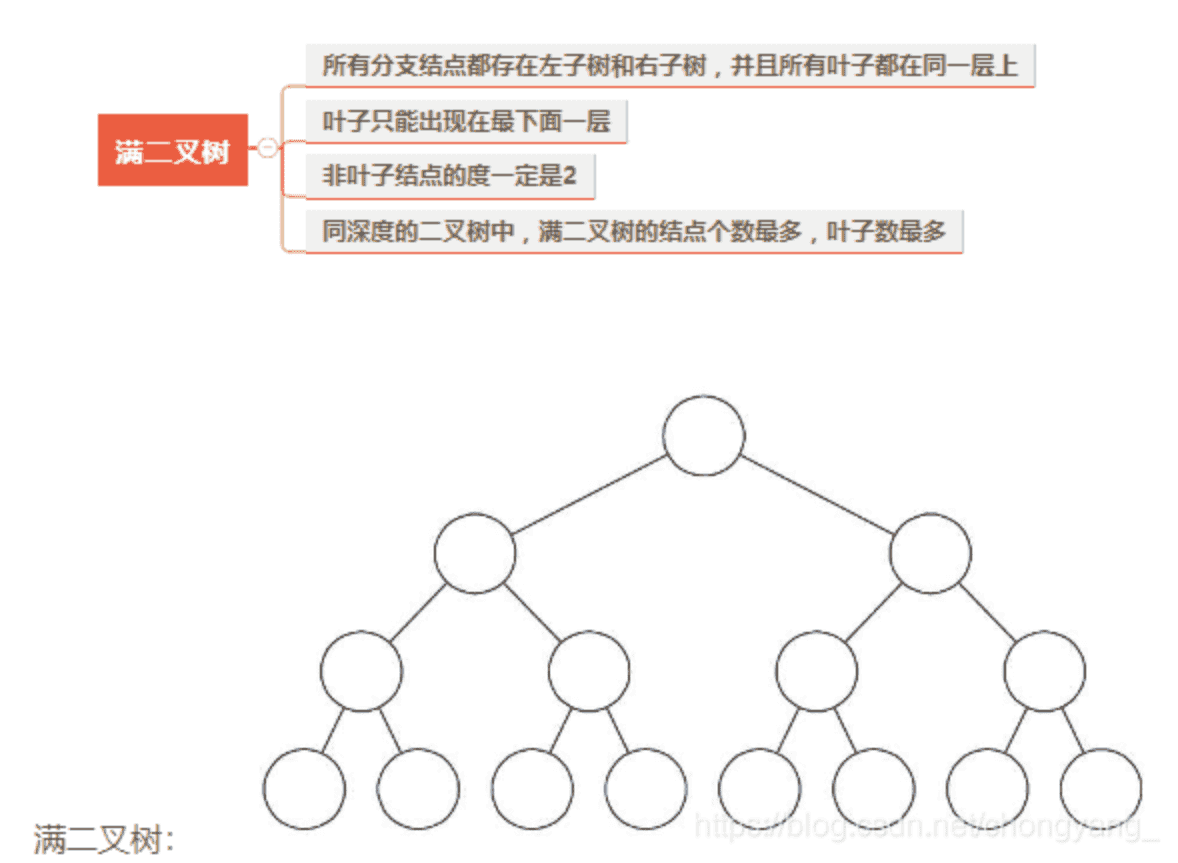 所有分支结点都存在左子树和右子树，并且所有叶子都在同一层上
叶子只能出现在最下面一层
满二叉树
非叶子结点的度一定是2
同深度的二叉树中，满二叉树的结点个数最多，叶子数最多
https://blog.csdn.net/chongyang_
满二叉树：